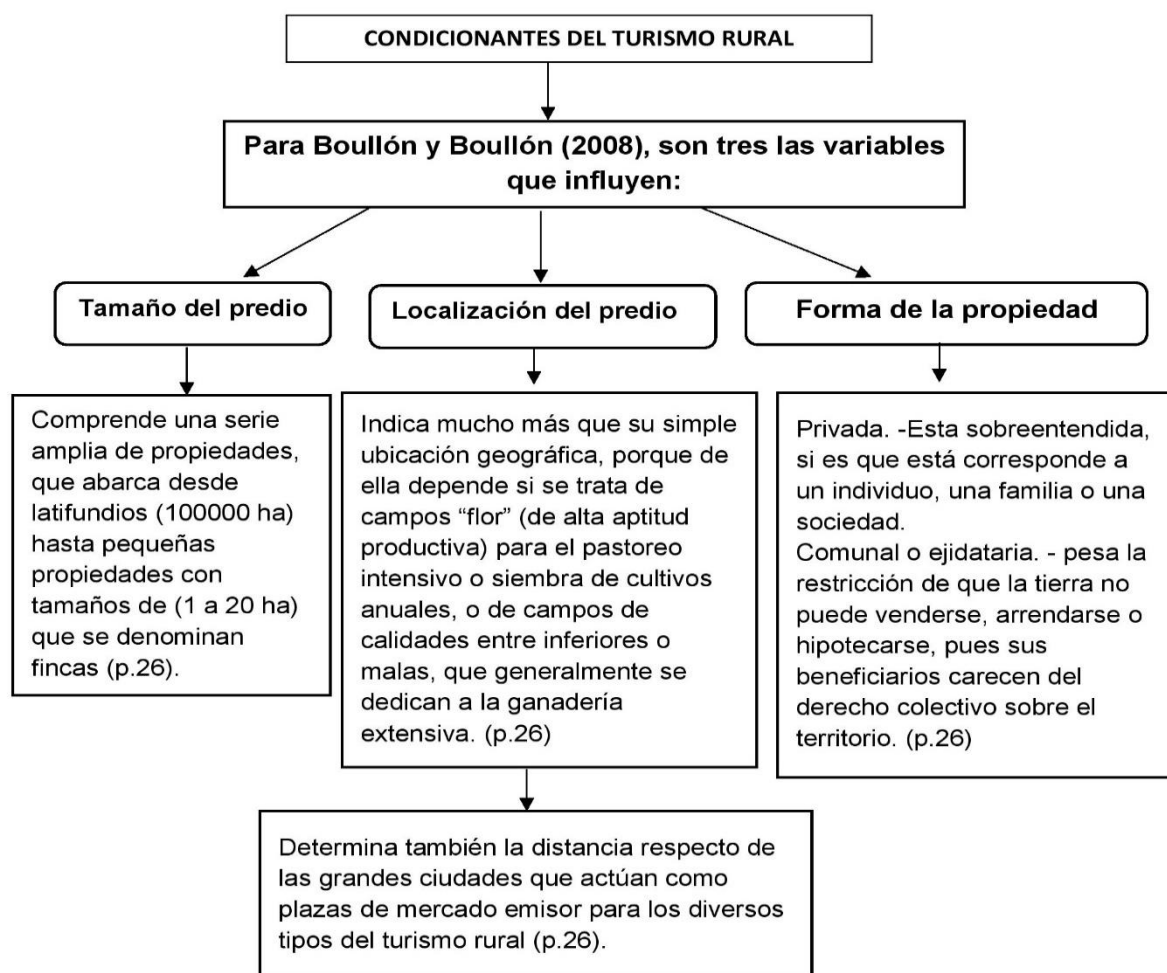 CONDICIONANTES DEL TURISMO RURAL
Para Boullón y Boullón (2008), son tres las variables
que influyen:
Tamaño del predio
Comprende una serie
amplia de propiedades,
que abarca desde
latifundios (100000 ha)
hasta pequeñas
propiedades con
tamaños de (1 a 20 ha)
que se denominan
fincas (p.26).
Localización del predio
Indica mucho más que su simple
ubicación geográfica, porque de
ella depende si se trata de
campos “flor” (de alta aptitud
productiva) para el pastoreo
intensivo o siembra de cultivos
anuales, o de campos de
calidades entre inferiores o
malas, que generalmente se
dedican a la ganadería
extensiva. (p.26)
Determina también la distancia respecto de
las grandes ciudades que actúan como
plazas de mercado emisor para los diversos
tipos del turismo rural (p.26).
Forma de la propiedad
Privada. -Esta sobreentendida,
si es que está corresponde a
un individuo, una familia o una
sociedad.
Comunal o ejidataria. - pesa la
restricción de que la tierra no
puede venderse, arrendarse o
hipotecarse, pues sus
beneficiarios carecen del
derecho colectivo sobre el
territorio. (p.26)